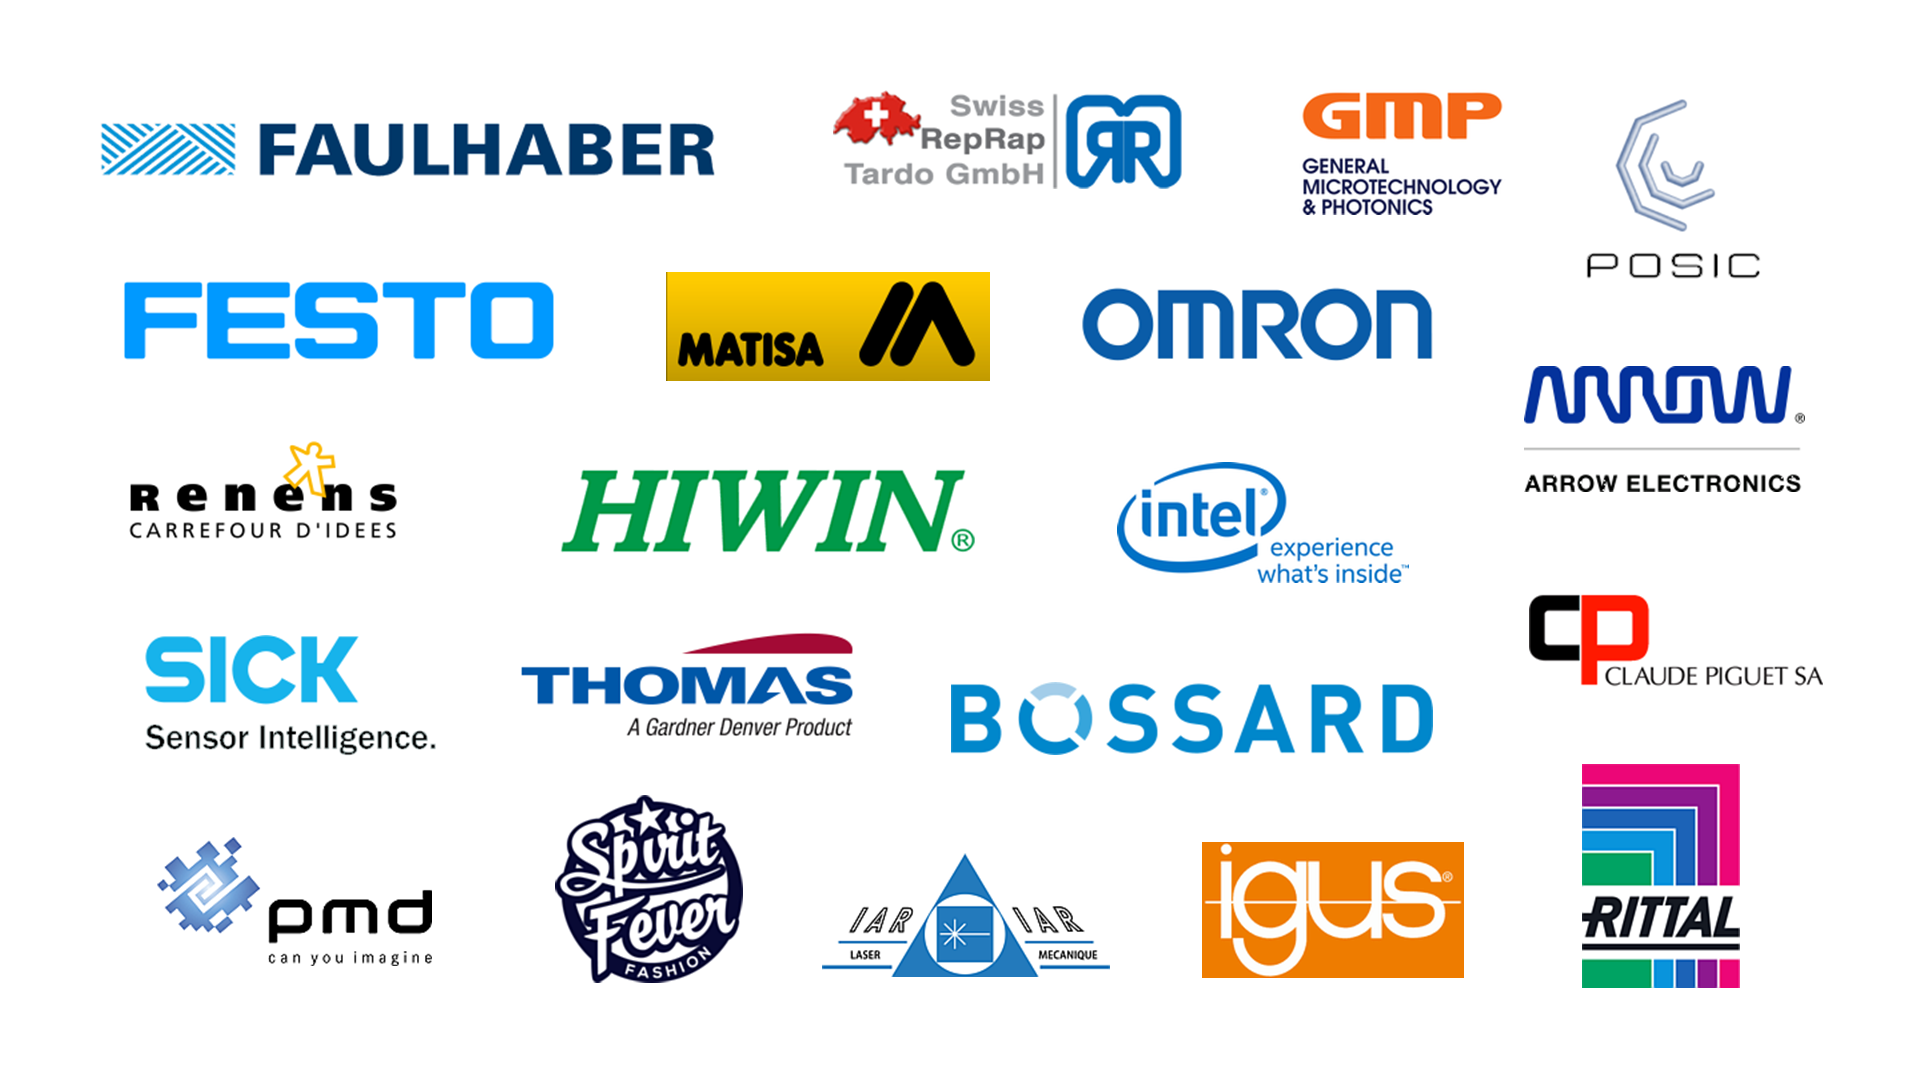 FAULHABER
Swiss
RepRap
Tardo GmbH
RR
GMP
GENERAL
MICROTECHNOLOGY
& PHOTONICS
POSIC
FESTO
MATISA
OMRON
ARROW®
ARROW ELECTRONICS
Renens
CARREFOUR D'IDEES
HIWIN®
intel®
experience
what's inside™
CP
CLAUDE PIGUET SA
SICK
Sensor Intelligence.
THOMAS
A Gardner Denver Product
BOSSARD
pmd
can you imagine
Spirit
Fever
FASHION
IAR IAR
LASER MECANIQUE
igus®
RITTAL